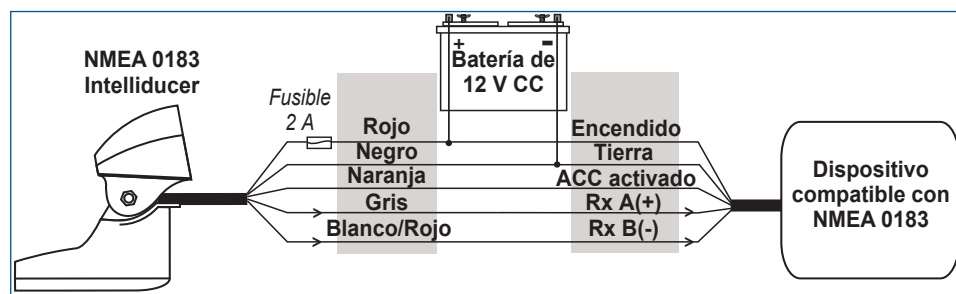 NMEA 0183
Intelliducer
Fusible
2 A
+
-
Batería de
12 V CC
Rojo
Encendido
Negro
Tierra
Naranja
ACC activado
Gris
Rx A(+)
Blanco/Rojo
Rx B(-)
Dispositivo
compatible con
NMEA 0183